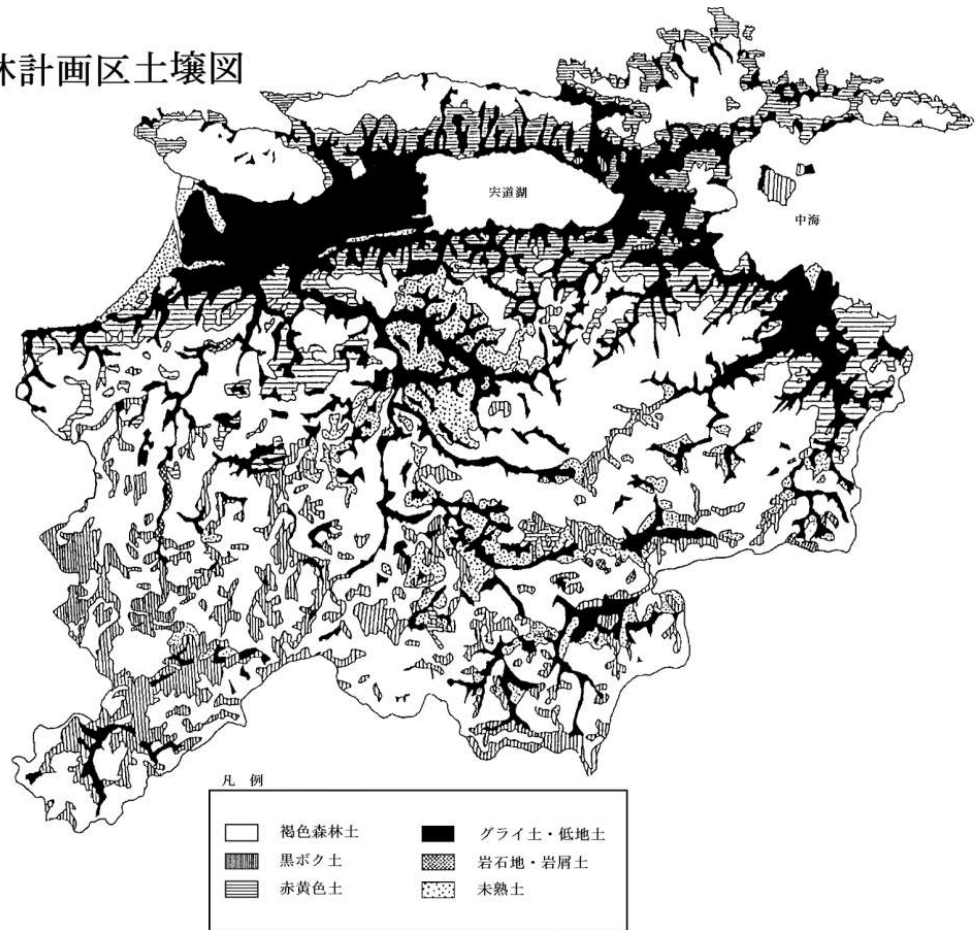 林計画区土壌図
宍道湖
中海
凡 例
褐色森林土
グライ土・低地土
黒ボク土
岩石地・岩屑土
赤黄色土
未熟土